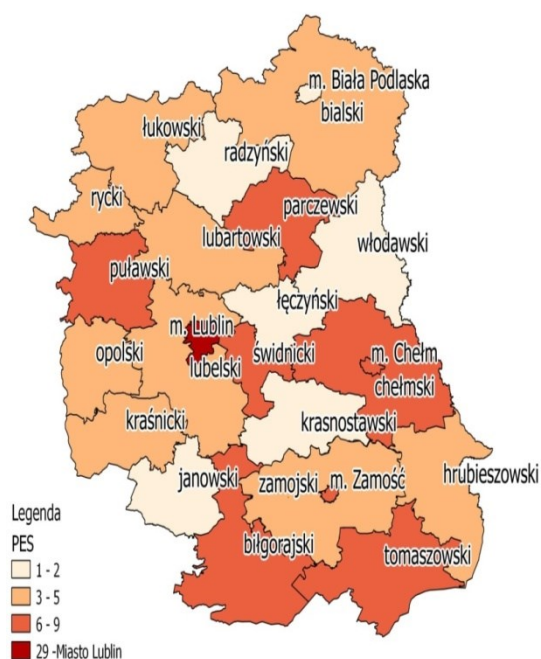 m. Biała Podlaska
bialski
łukowski
radzyński
rycki
parczewski
lubartowski
włodawski
puławski
łęczyński
m. Lublin
świdnicki
m. Chełm
opolski
lubelski
chełmski
kraśnicki
krasnostawski
janowski
zamojski
m. Zamość
hrubieszowski
biłgorajski
tomaszowski
Legenda
PES
1 - 2
3 - 5
6 - 9
29 -Miasto Lublin